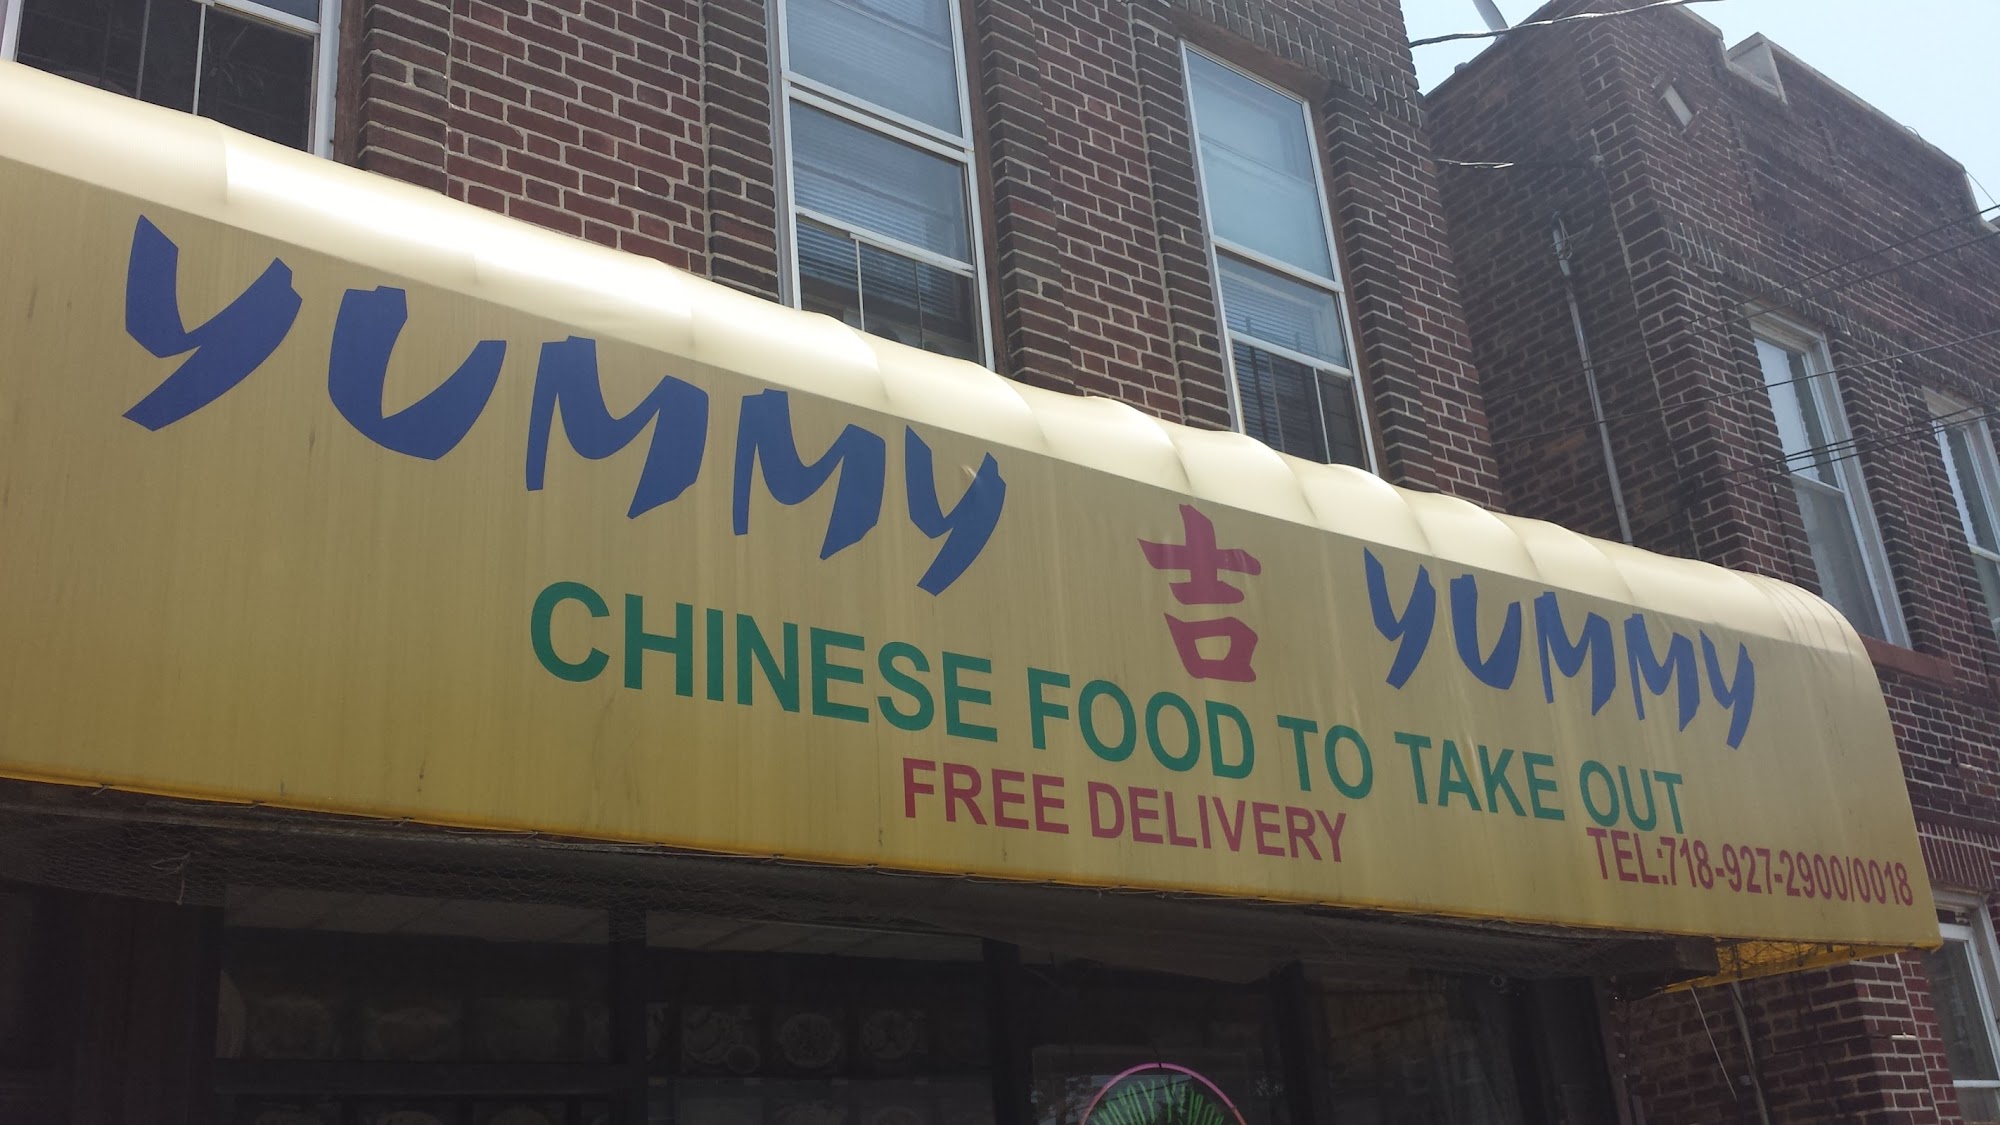 YUMMY 吉 YUMMY
CHINESE FOOD TO TAKE OUT
FREE DELIVERY
TEL:718-927-2900/0018